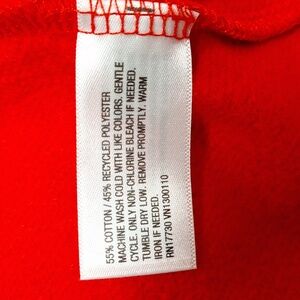 55% COTTON / 45% RECYCLED POLYESTER
MACHINE WASH COLD WITH LIKE COLORS. GENTLE
CYCLE. ONLY NON-CHLORINE BLEACH IF NEEDED.
TUMBLE DRY LOW. REMOVE PROMPTLY. WARM
IRON IF NEEDED.
RN17730 VN1300110